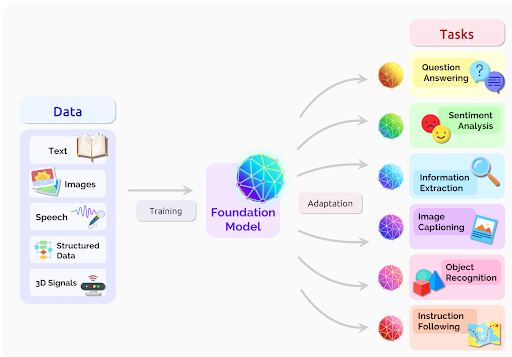 Tasks
Data
Text
Images
Speech
Structured
Data
3D Signals
Training
Foundation
Model
Adaptation
Question
Answering
Sentiment
Analysis
Information
Extraction
Image
Captioning
Object
Recognition
Instruction
Following